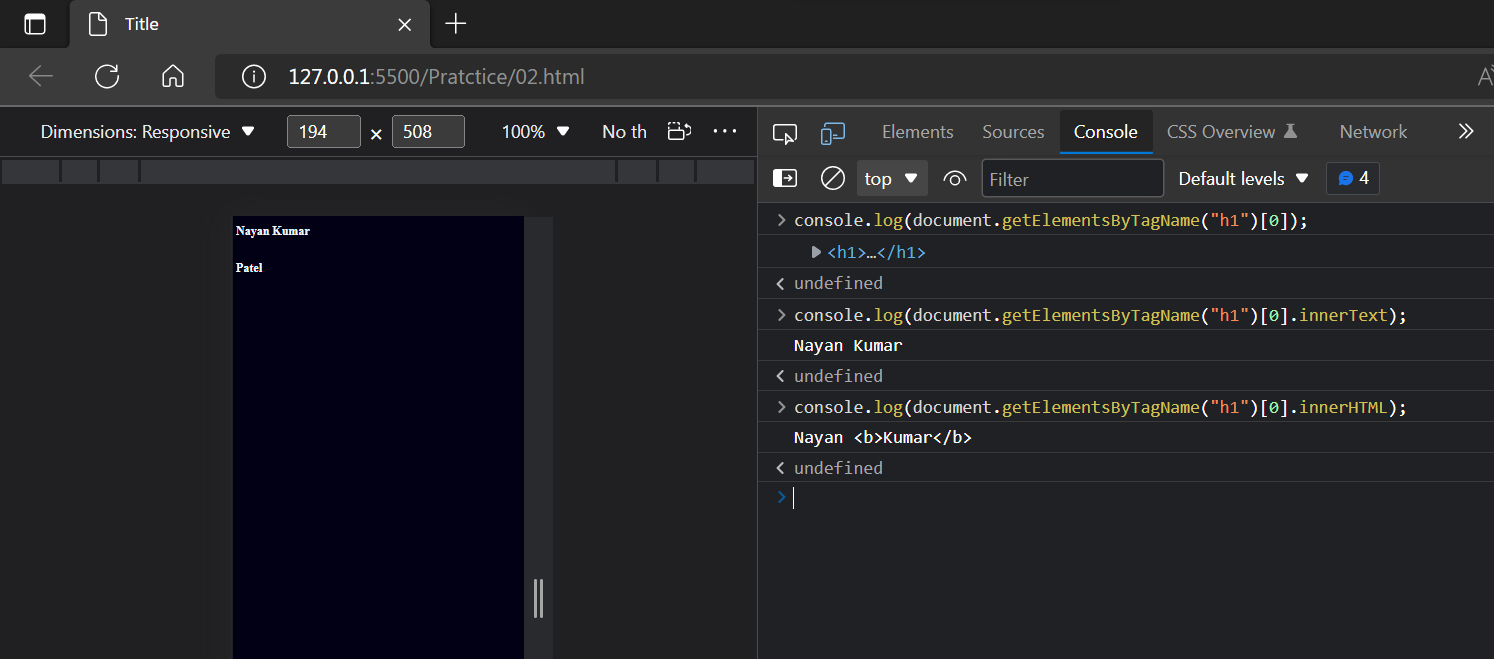 Title
127.0.0.1:5500/Pratctice/02.html
Dimensions: Responsive 194 × 508 100% No th
Elements Sources Console CSS Overview Network
top Filter Default levels 4
Nayan Kumar
Patel
> console.log(document.getElementsByTagName("h1")[0]);
<h1>…</h1>
< undefined
> console.log(document.getElementsByTagName("h1")[0].innerText);
Nayan Kumar
< undefined
> console.log(document.getElementsByTagName("h1")[0].innerHTML);
Nayan <b>Kumar</b>
< undefined
>